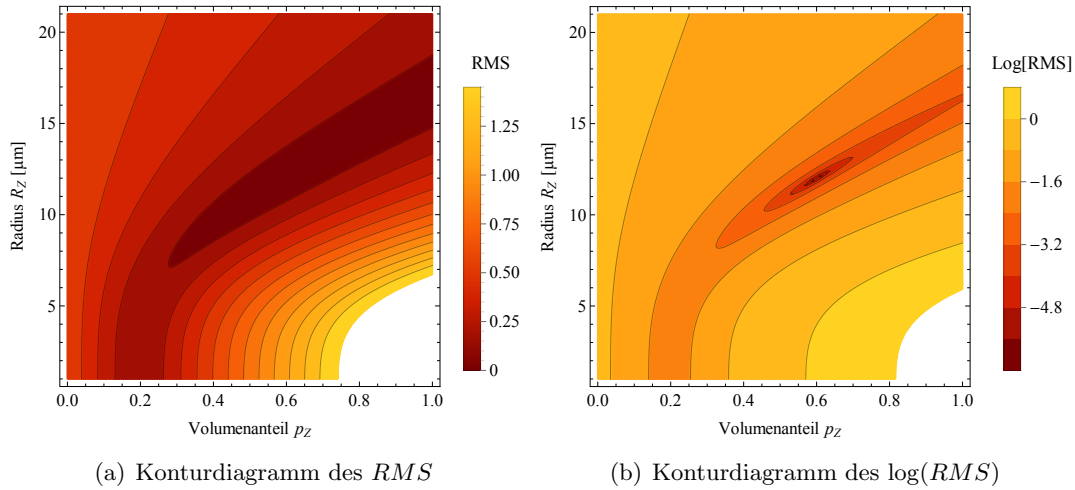 RMS
1.25
1.00
0.75
0.50
0.25
0
Radius R_Z [µm]
20
15
10
5
0.0 0.2 0.4 0.6 0.8 1.0
Volumenanteil p_Z
(a) Konturdiagramm des RMS
Log[RMS]
0
−1.6
−3.2
−4.8
Radius R_Z [µm]
20
15
10
5
0.0 0.2 0.4 0.6 0.8 1.0
Volumenanteil p_Z
(b) Konturdiagramm des log(RMS)